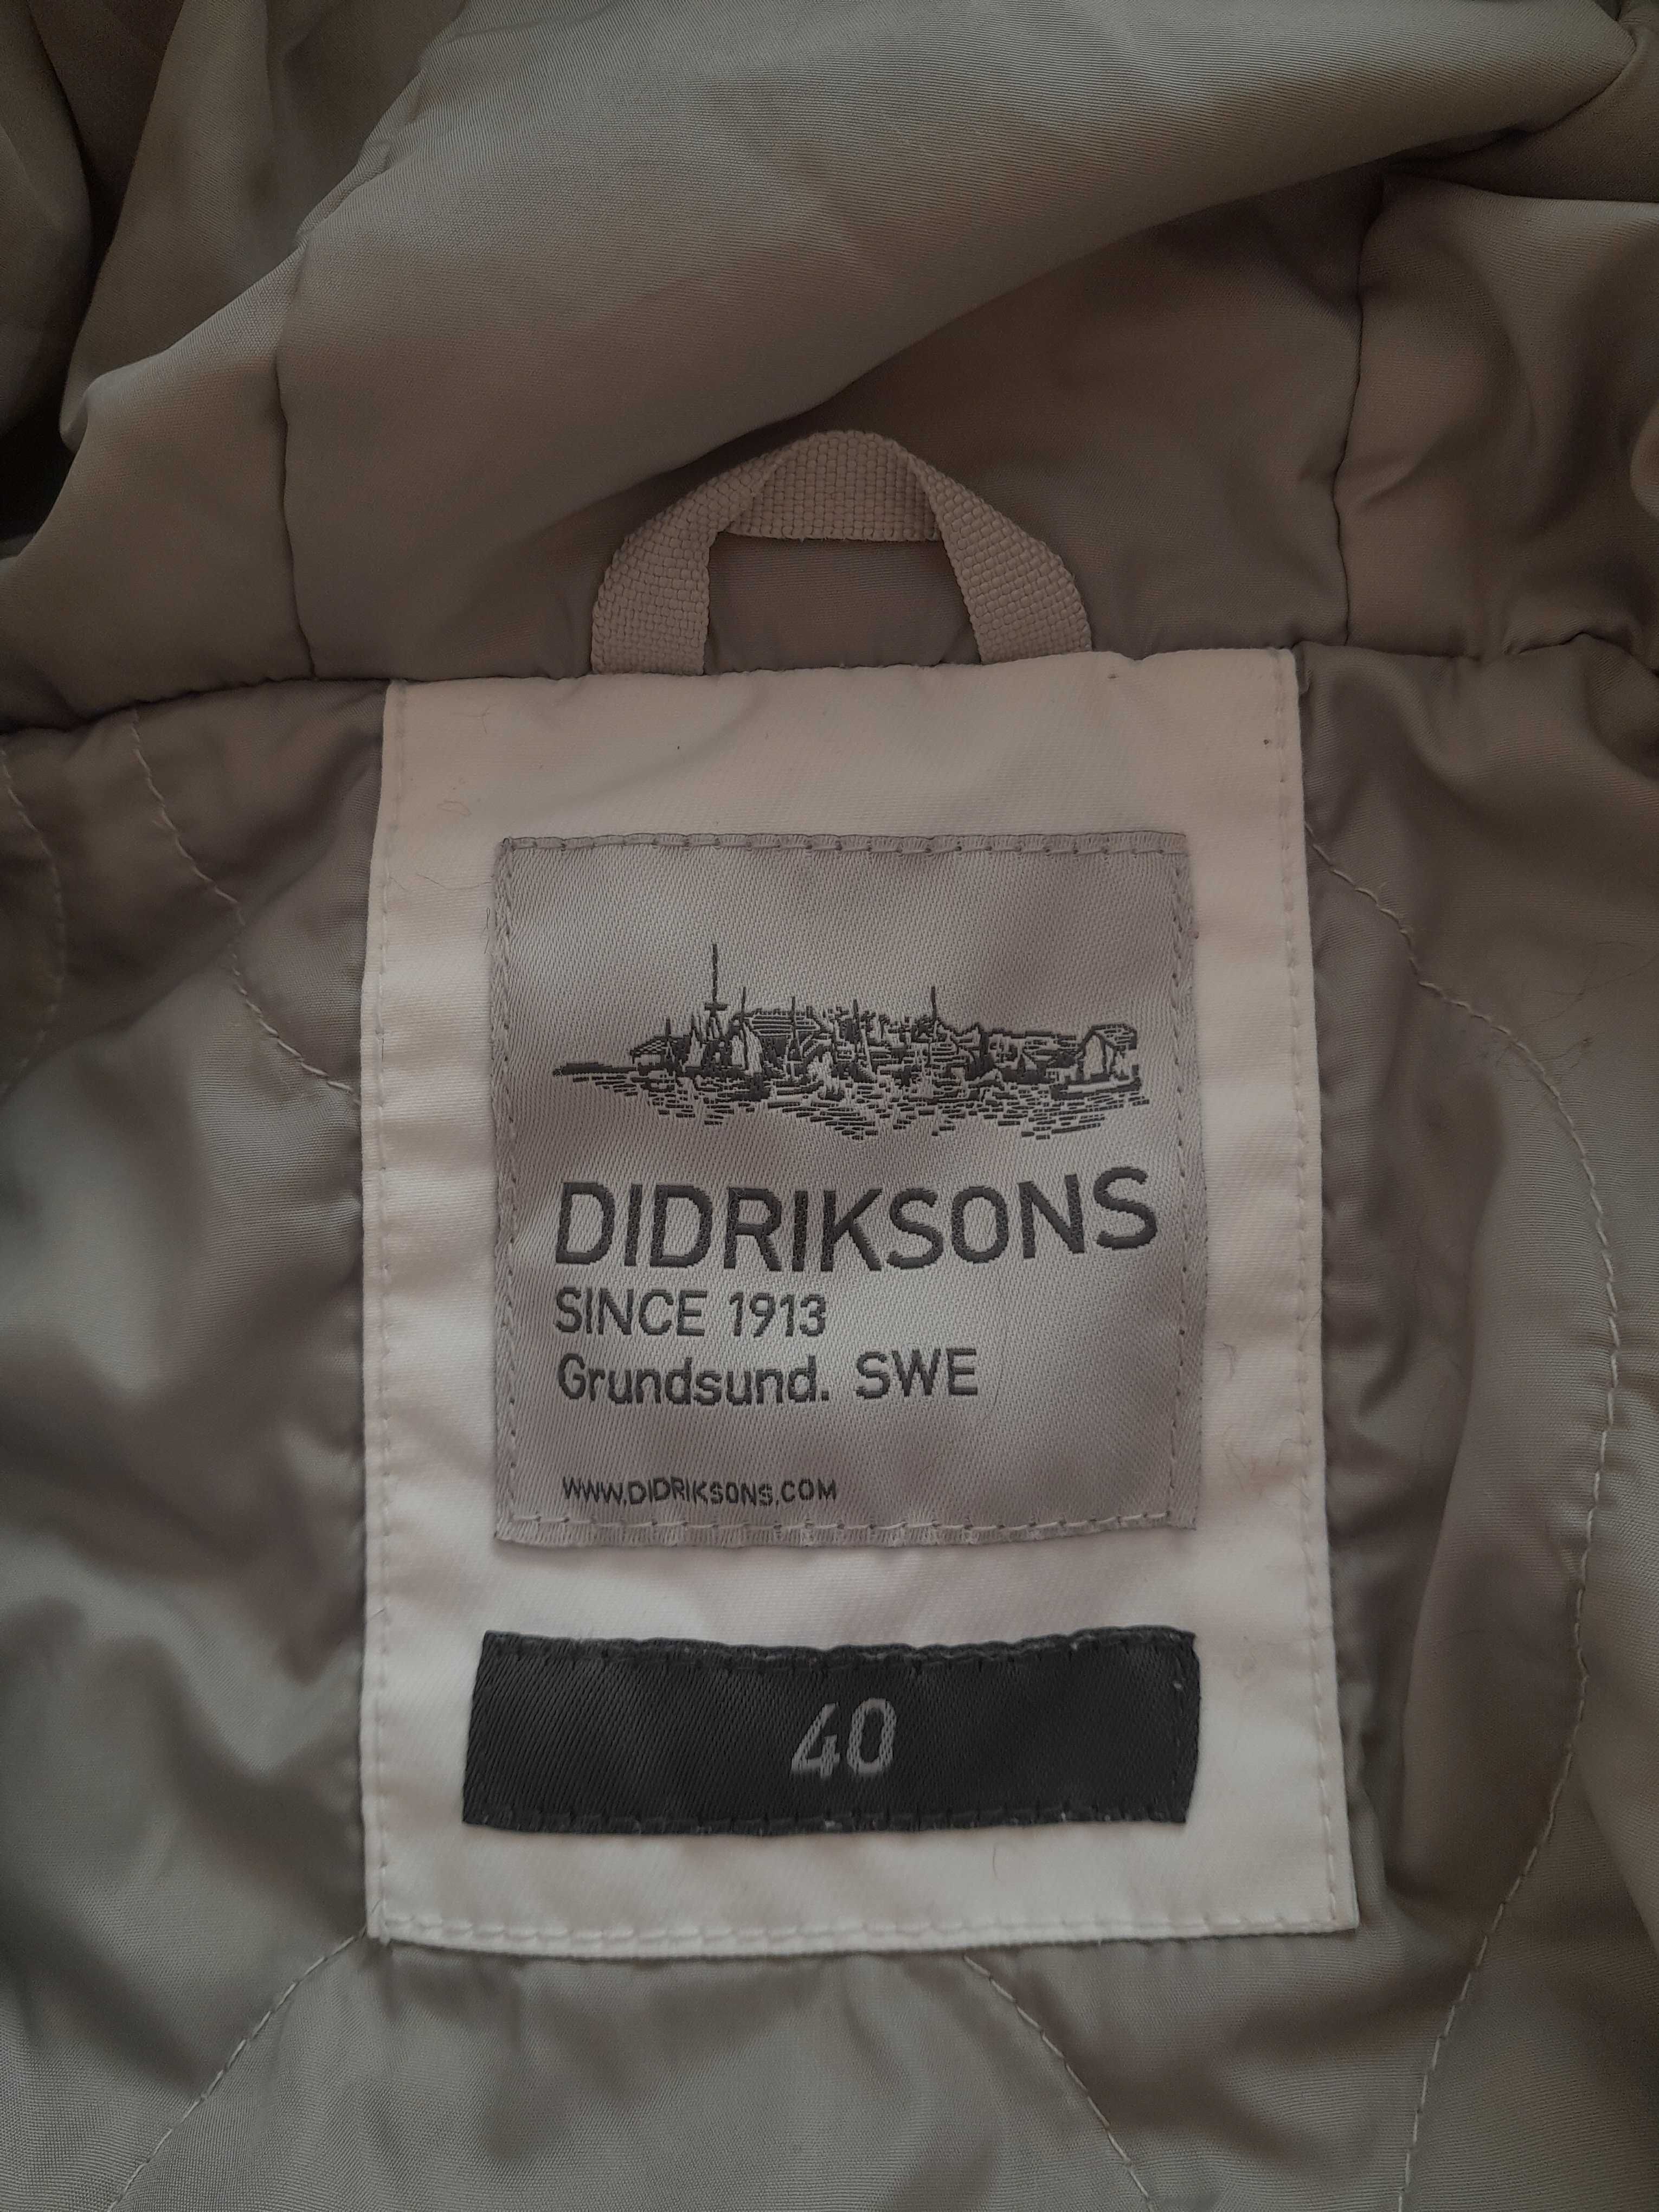 DIDRIKSONS
SINCE 1913
Grundsund. SWE
WWW.DIDRIKSONS.COM
40